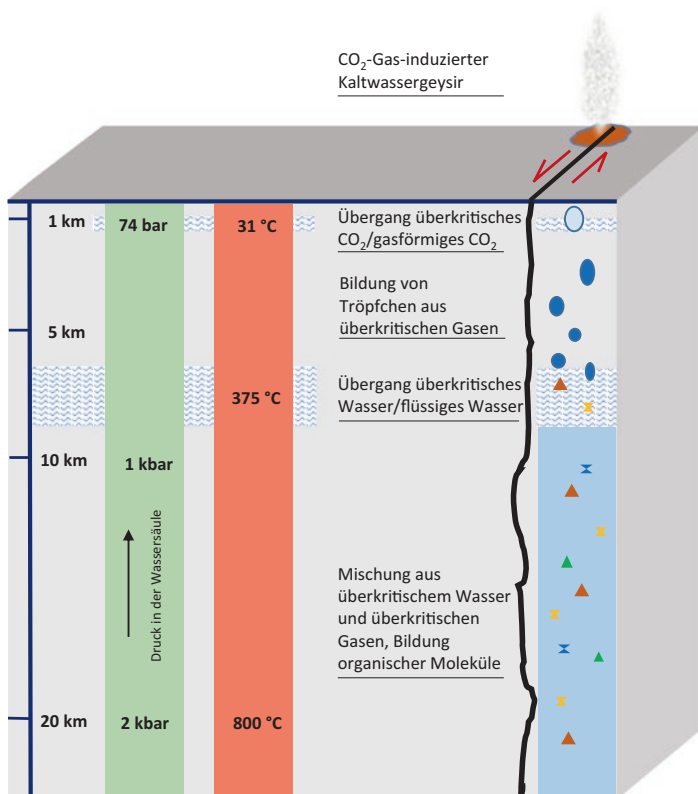 CO₂-Gas-induzierter
Kaltwassergeysir
1 km
74 bar
31 °C
Übergang überkritisches
CO₂/gasförmiges CO₂
Bildung von
Tröpfchen aus
überkritischen Gasen
5 km
375 °C
Übergang überkritisches
Wasser/flüssiges Wasser
10 km
1 kbar
Druck in der Wassersäule
Mischung aus
überkritischem Wasser
und überkritischen
Gasen, Bildung
organischer Moleküle
20 km
2 kbar
800 °C